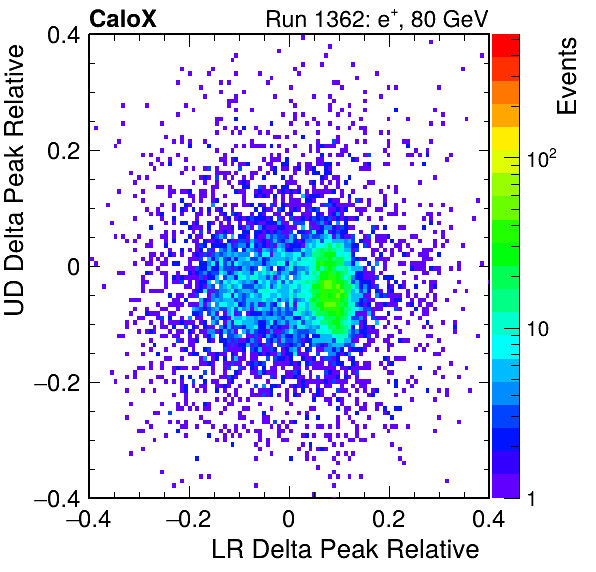 CaloX Run 1362: e⁺, 80 GeV
UD Delta Peak Relative
0.4
0.2
0
−0.2
−0.4
−0.4 −0.2 0 0.2 0.4
LR Delta Peak Relative
Events
10²
10
1